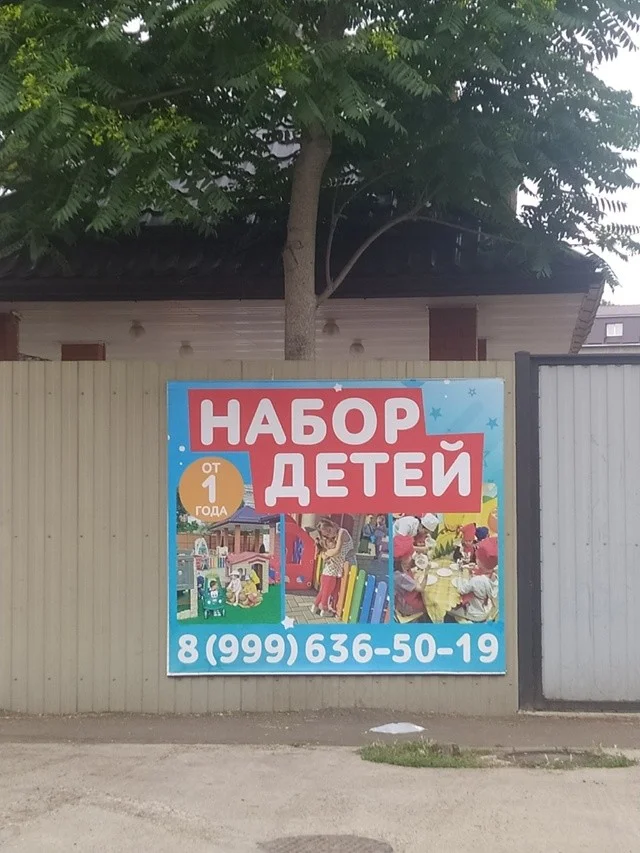 НАБОР
ДЕТЕЙ
ОТ
1
ГОДА
8(999)636-50-19